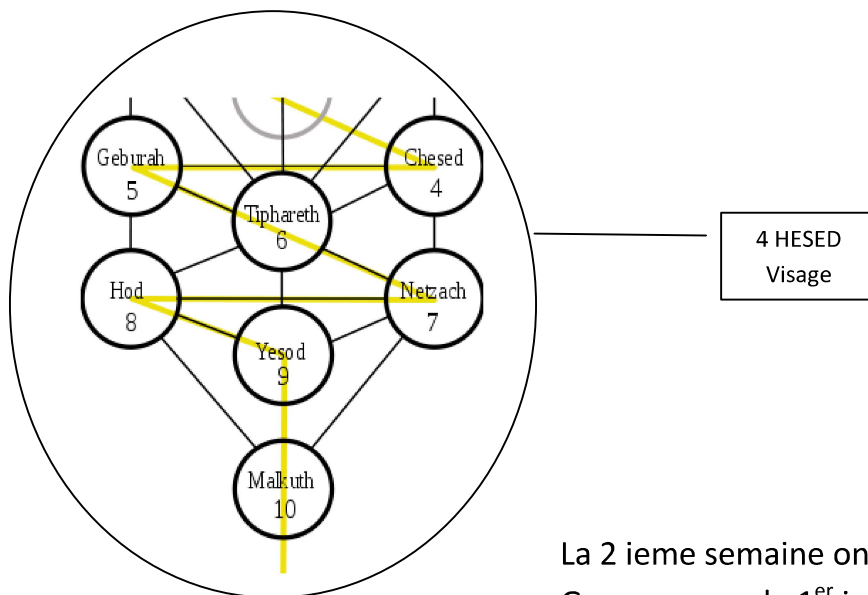 Geburah
5
Chesed
4
Tiphareth
6
Hod
8
Netzach
7
Yesod
9
Malkuth
10
4 HESED
Visage
La 2 ieme semaine on